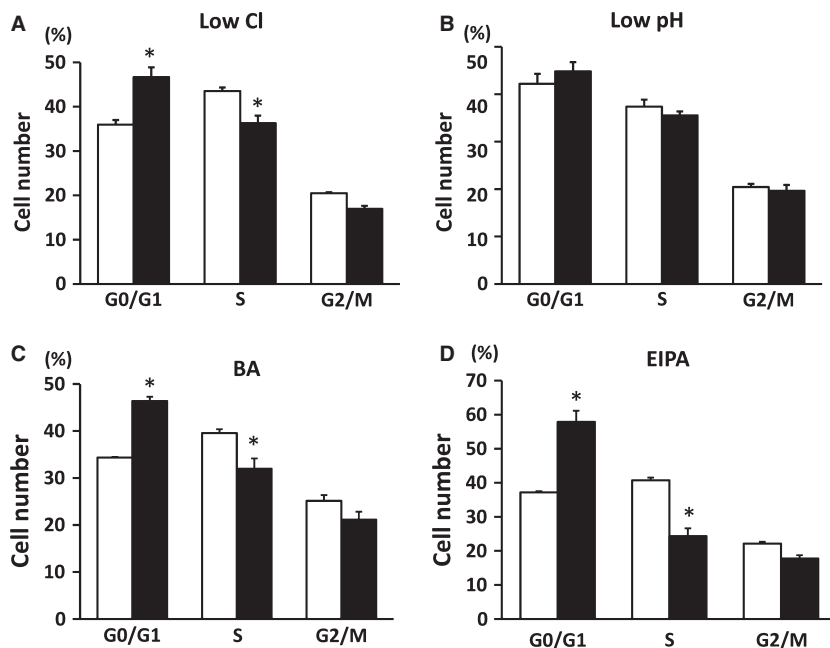 A
Low Cl
(%)
50
40
30
20
10
0
Cell number
*
*
G0/G1
S
G2/M
B
Low pH
(%)
50
40
30
20
10
0
Cell number
G0/G1
S
G2/M
C
BA
(%)
50
40
30
20
10
0
Cell number
*
*
G0/G1
S
G2/M
D
EIPA
(%)
70
60
50
40
30
20
10
0
Cell number
*
*
G0/G1
S
G2/M